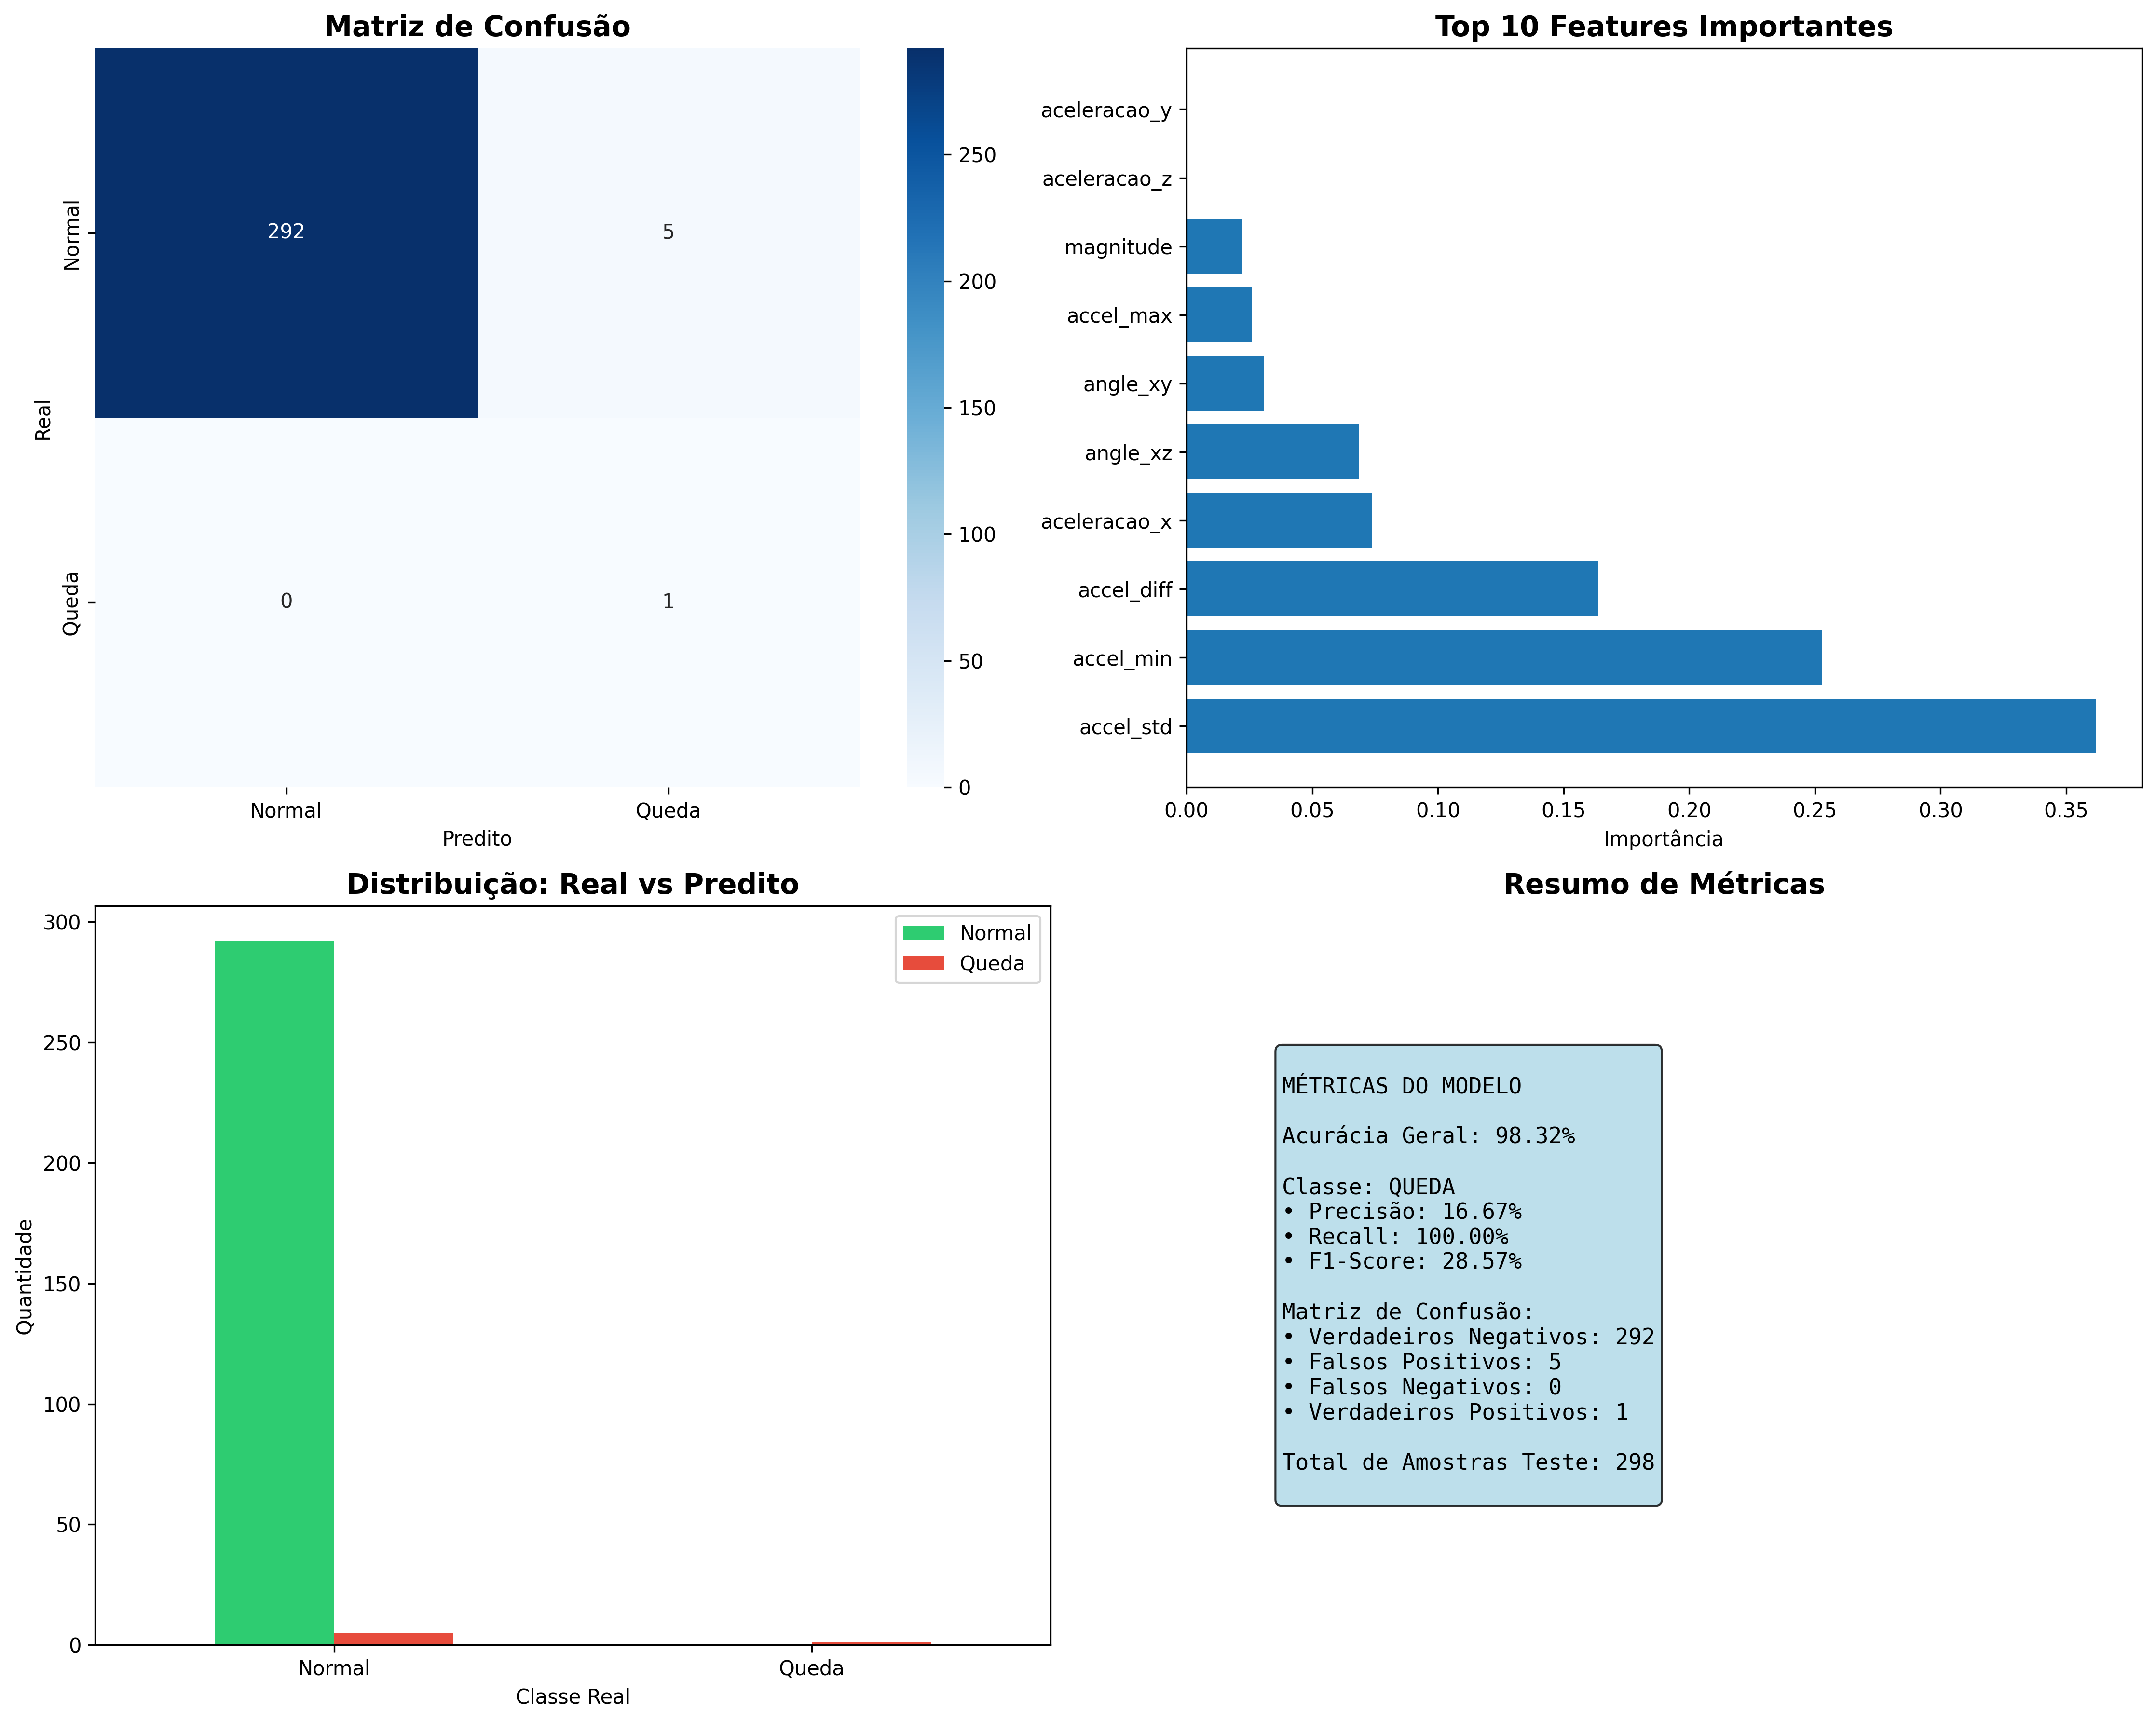 Matriz de Confusão
Normal
Queda
Real
292
5
0
1
Normal
Queda
Predito
250
200
150
100
50
0
Top 10 Features Importantes
aceleracao_y
aceleracao_z
magnitude
accel_max
angle_xy
angle_xz
aceleracao_x
accel_diff
accel_min
accel_std
0.00
0.05
0.10
0.15
0.20
0.25
0.30
0.35
Importância
Distribuição: Real vs Predito
Quantidade
300
250
200
150
100
50
0
Normal
Queda
Normal
Queda
Classe Real
Resumo de Métricas
MÉTRICAS DO MODELO
Acurácia Geral: 98.32%
Classe: QUEDA
• Precisão: 16.67%
• Recall: 100.00%
• F1-Score: 28.57%
Matriz de Confusão:
• Verdadeiros Negativos: 292
• Falsos Positivos: 5
• Falsos Negativos: 0
• Verdadeiros Positivos: 1
Total de Amostras Teste: 298